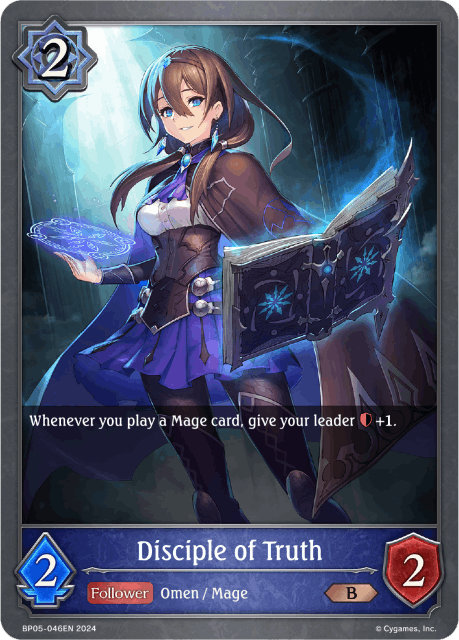 2
Whenever you play a Mage card, give your leader +1.
Disciple of Truth
2
Follower Omen / Mage
B
2
BP05-046EN 2024
© Cygames, Inc.